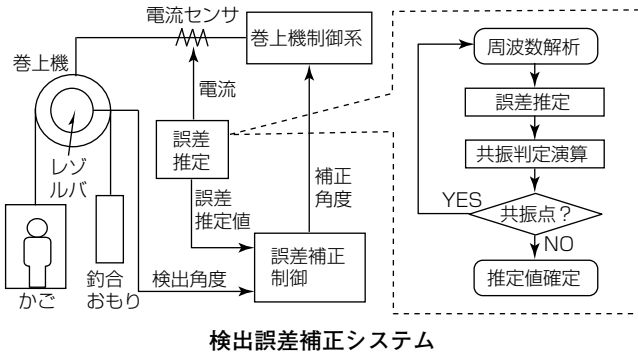 電流センサ
巻上機制御系
巻上機
電流
誤差
推定
レゾ
ルバ
誤差
推定値
補正
角度
誤差補正
制御
検出角度
かご
釣合
おもり
周波数解析
誤差推定
共振判定演算
YES
共振点?
NO
推定値確定
検出誤差補正システム